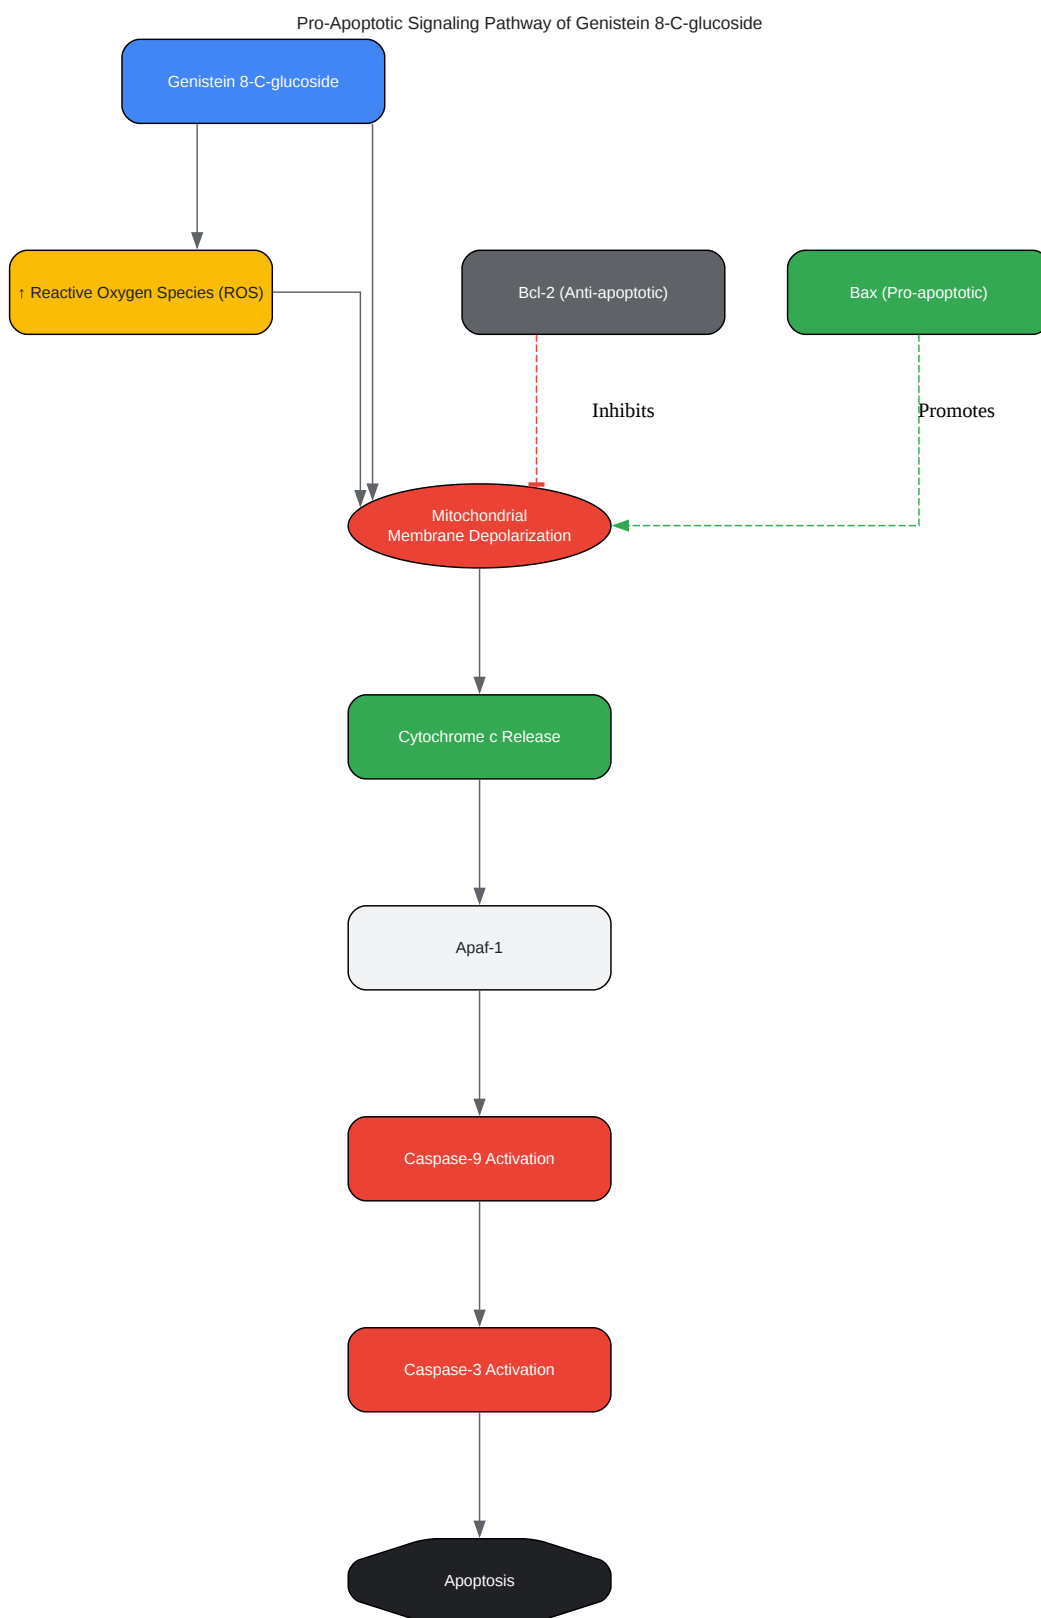 Pro-Apoptotic Signaling Pathway of Genistein 8-C-glucoside
Genistein 8-C-glucoside
↑ Reactive Oxygen Species (ROS)
Bcl-2 (Anti-apoptotic)
Bax (Pro-apoptotic)
Inhibits
Promotes
Mitochondrial
Membrane Depolarization
Cytochrome c Release
Apaf-1
Caspase-9 Activation
Caspase-3 Activation
Apoptosis